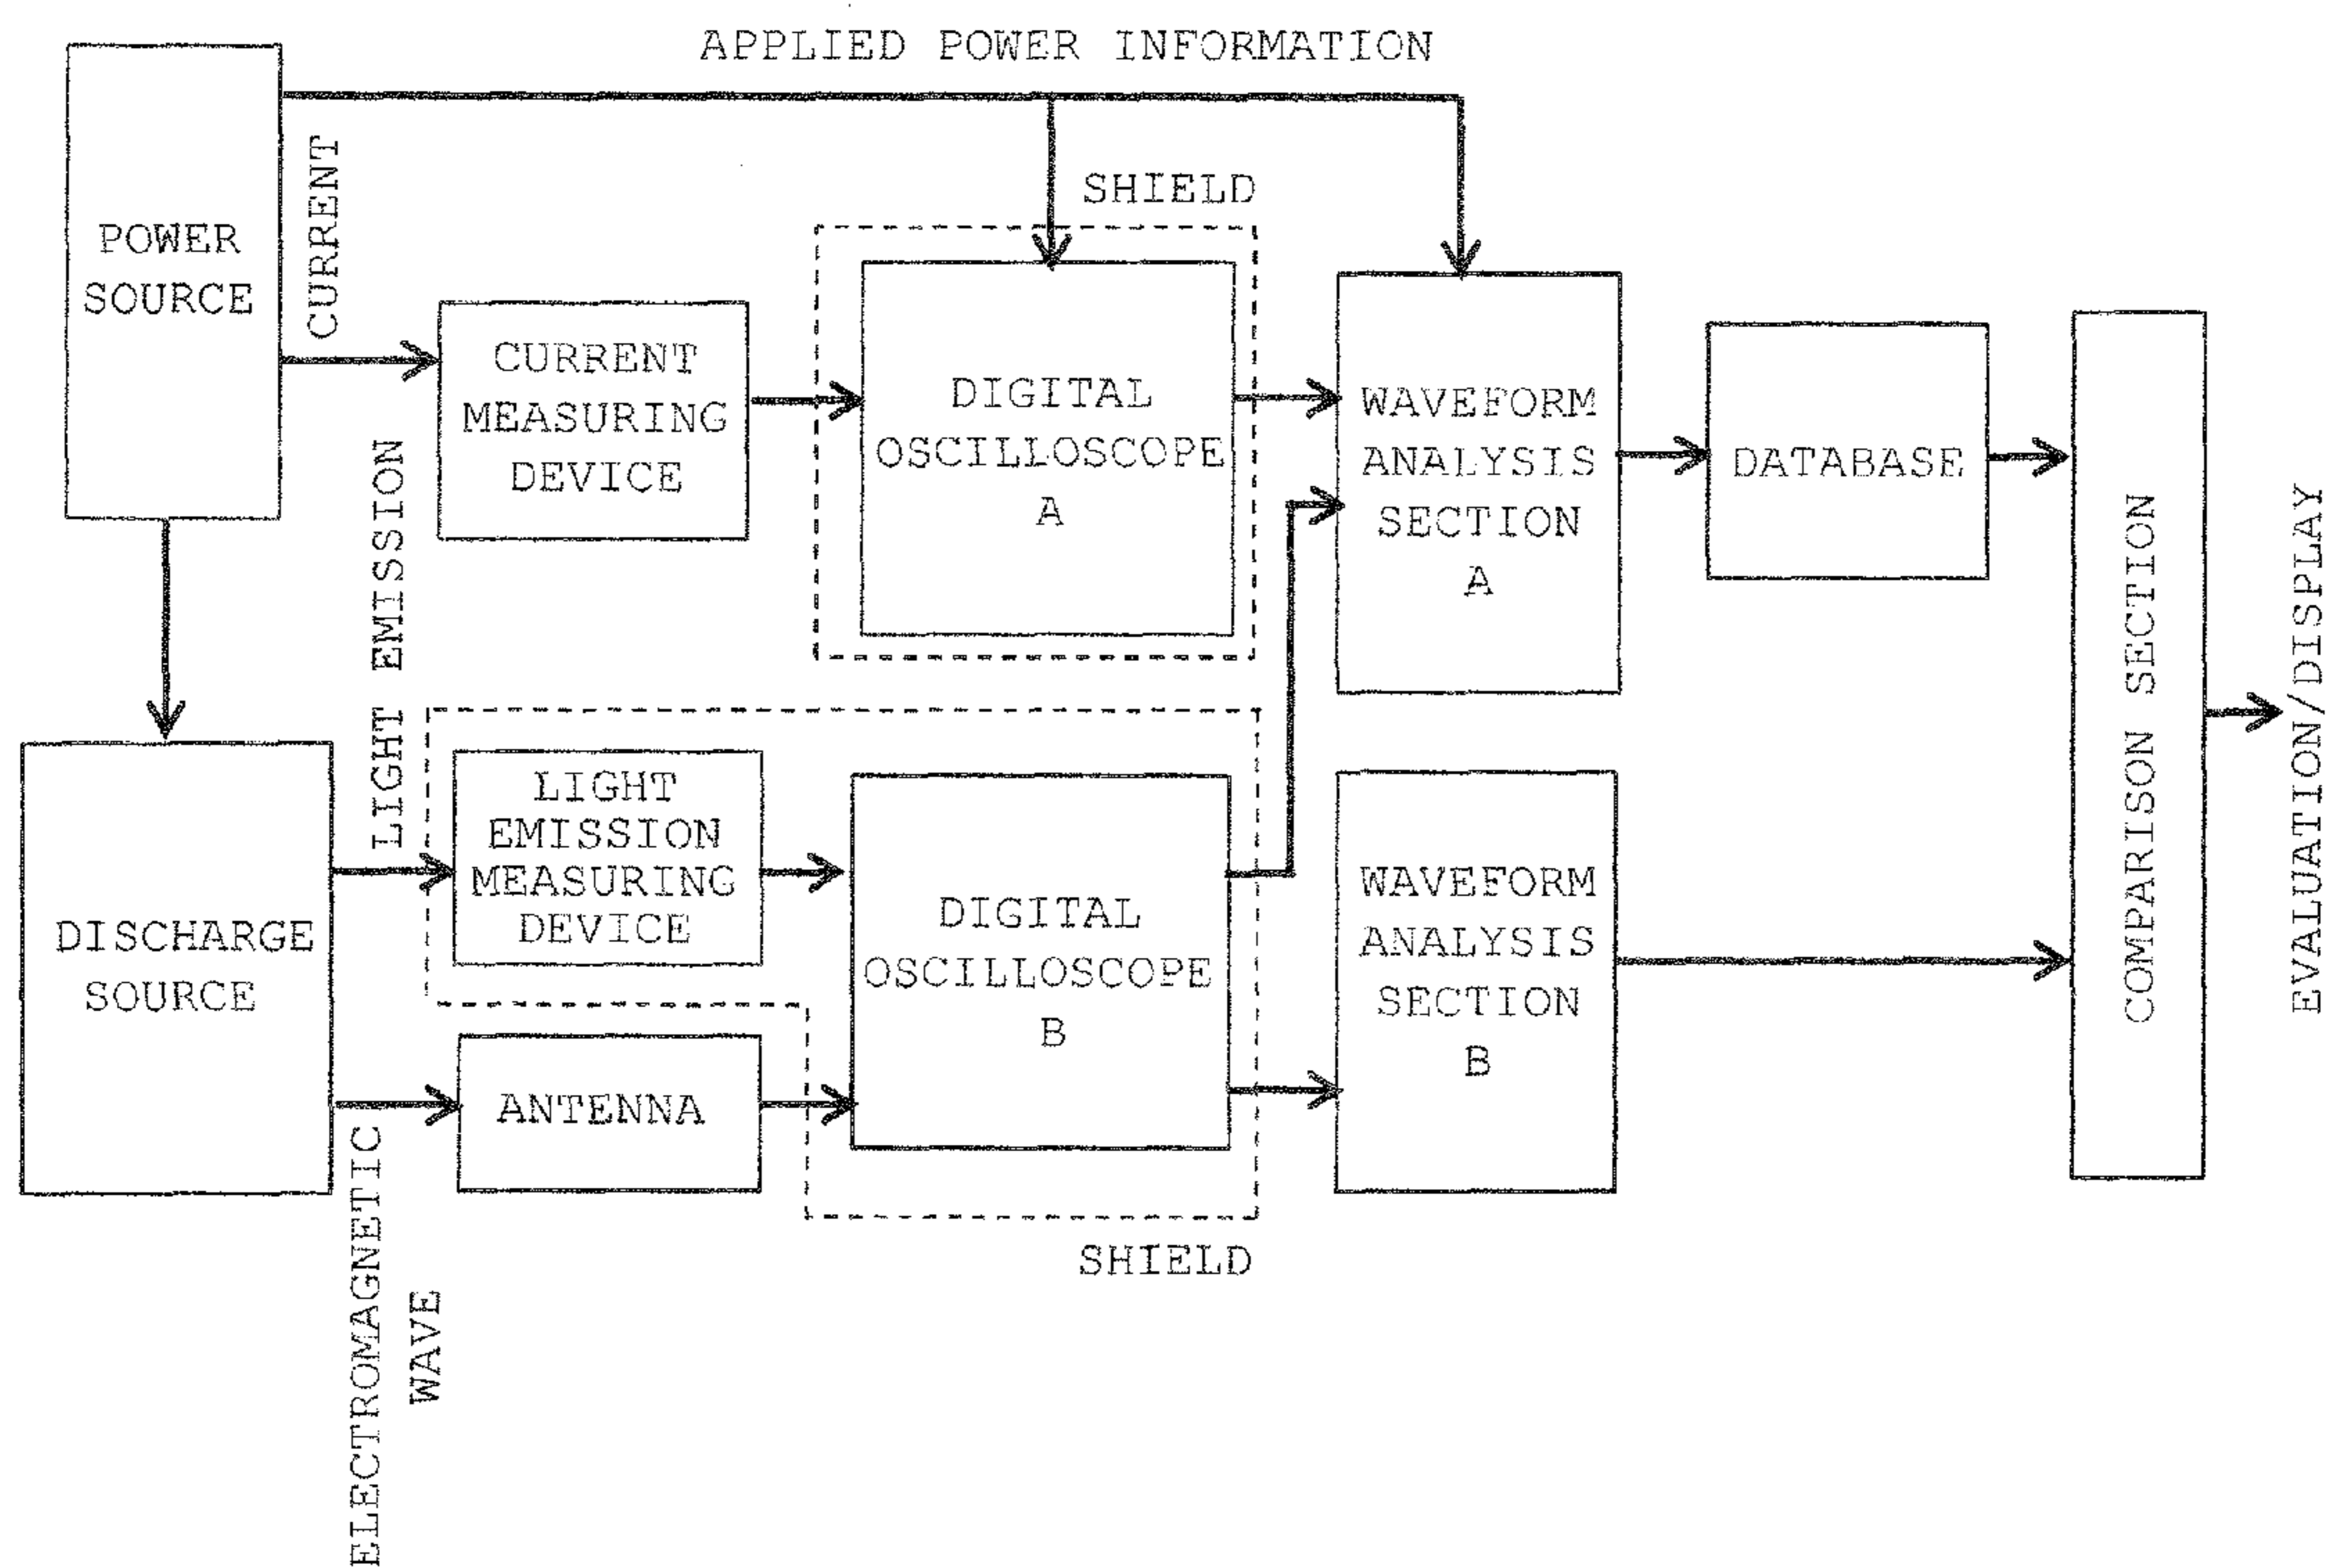 APPLIED POWER INFORMATION
POWER
SOURCE
CURRENT
SHIELD
CURRENT
MEASURING
DEVICE
DIGITAL
OSCILLOSCOPE
A
WAVEFORM
ANALYSIS
SECTION
A
DATABASE
COMPARISON SECTION
EVALUATION/DISPLAY
LIGHT EMISSION
LIGHT
EMISSION
MEASURING
DEVICE
DISCHARGE
SOURCE
DIGITAL
OSCILLOSCOPE
B
WAVEFORM
ANALYSIS
SECTION
B
ANTENNA
SHIELD
ELECTROMAGNETIC
WAVE